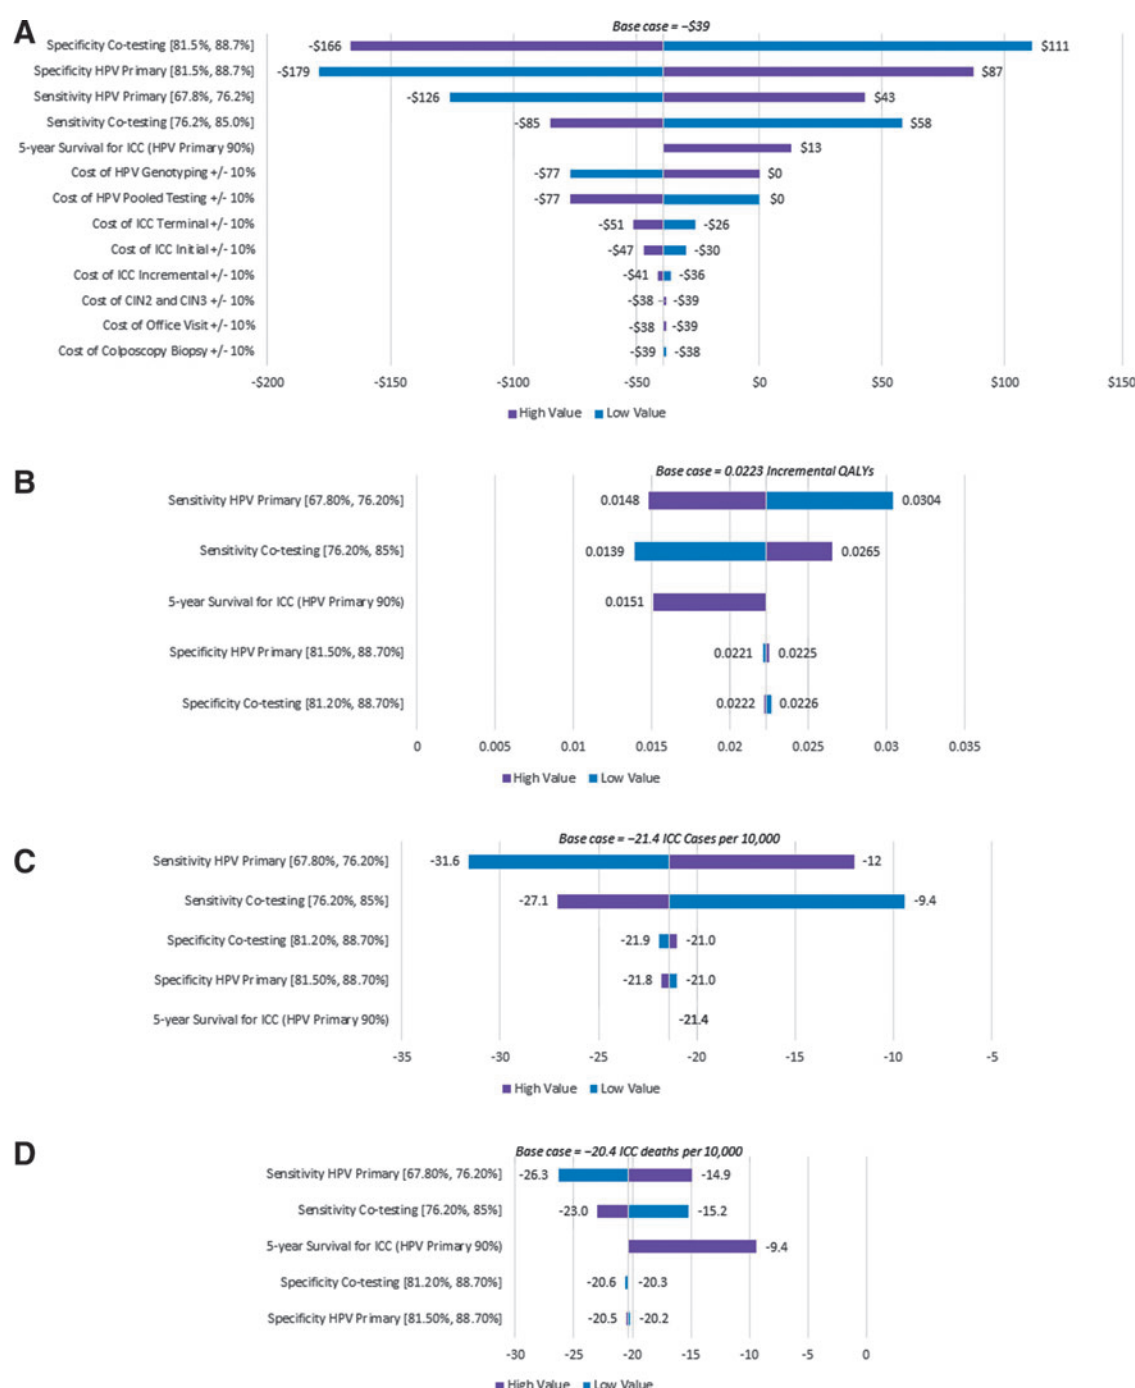 A
Base case = –$39
Specificity Co-testing [81.5%, 88.7%]
-$166
$111
Specificity HPV Primary [81.5%, 88.7%]
-$179
$87
Sensitivity HPV Primary [67.8%, 76.2%]
-$126
$43
Sensitivity Co-testing [76.2%, 85.0%]
-$85
$58
5-year Survival for ICC (HPV Primary 90%)
$13
Cost of HPV Genotyping +/- 10%
-$77
$0
Cost of HPV Pooled Testing +/- 10%
-$77
$0
Cost of ICC Terminal +/- 10%
-$51
-$26
Cost of ICC Initial +/- 10%
-$47
-$30
Cost of ICC Incremental +/- 10%
-$41
-$36
Cost of CIN2 and CIN3 +/- 10%
-$38
-$39
Cost of Office Visit +/- 10%
-$38
-$39
Cost of Colposcopy Biopsy +/- 10%
-$39
-$38
-$200 -$150 -$100 -$50 $0 $50 $100 $150
High Value Low Value
B
Base case = 0.0223 Incremental QALYs
Sensitivity HPV Primary [67.80%, 76.20%]
0.0148
0.0304
Sensitivity Co-testing [76.20%, 85%]
0.0139
0.0265
5-year Survival for ICC (HPV Primary 90%)
0.0151
Specificity HPV Primary [81.50%, 88.70%]
0.0221
0.0225
Specificity Co-testing [81.20%, 88.70%]
0.0222
0.0226
0 0.005 0.01 0.015 0.02 0.025 0.03 0.035
High Value Low Value
C
Base case = –21.4 ICC Cases per 10,000
Sensitivity HPV Primary [67.80%, 76.20%]
-31.6
-12
Sensitivity Co-testing [76.20%, 85%]
-27.1
-9.4
Specificity Co-testing [81.20%, 88.70%]
-21.9
-21.0
Specificity HPV Primary [81.50%, 88.70%]
-21.8
-21.0
5-year Survival for ICC (HPV Primary 90%)
-21.4
-35 -30 -25 -20 -15 -10 -5
High Value Low Value
D
Base case = –20.4 ICC deaths per 10,000
Sensitivity HPV Primary [67.80%, 76.20%]
-26.3
-14.9
Sensitivity Co-testing [76.20%, 85%]
-23.0
-15.2
5-year Survival for ICC (HPV Primary 90%)
-9.4
Specificity Co-testing [81.20%, 88.70%]
-20.6
-20.3
Specificity HPV Primary [81.50%, 88.70%]
-20.5
-20.2
-30 -25 -20 -15 -10 -5 0
High Value Low Value